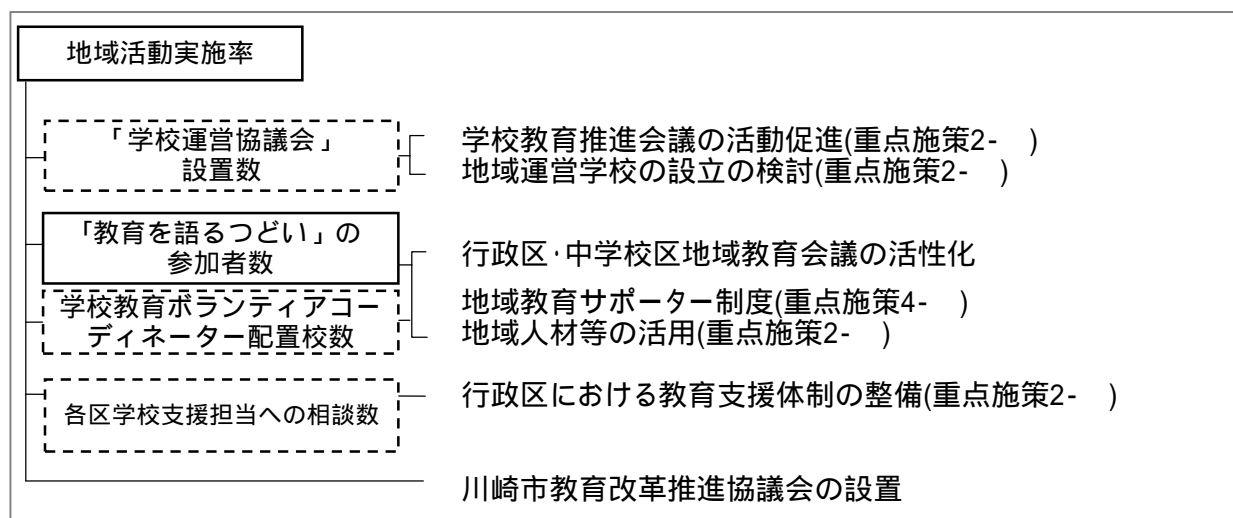 地域活動実施率
「学校運営協議会」
設置数
学校教育推進会議の活動促進(重点施策2-　)
地域運営学校の設立の検討(重点施策2-　)
「教育を語るつどい」の
参加者数
行政区・中学校区地域教育会議の活性化
学校教育ボランティアコー
ディネーター配置校数
地域教育サポーター制度(重点施策4-　)
地域人材等の活用(重点施策2-　)
各区学校支援担当への相談数
行政区における教育支援体制の整備(重点施策2-　)
川崎市教育改革推進協議会の設置